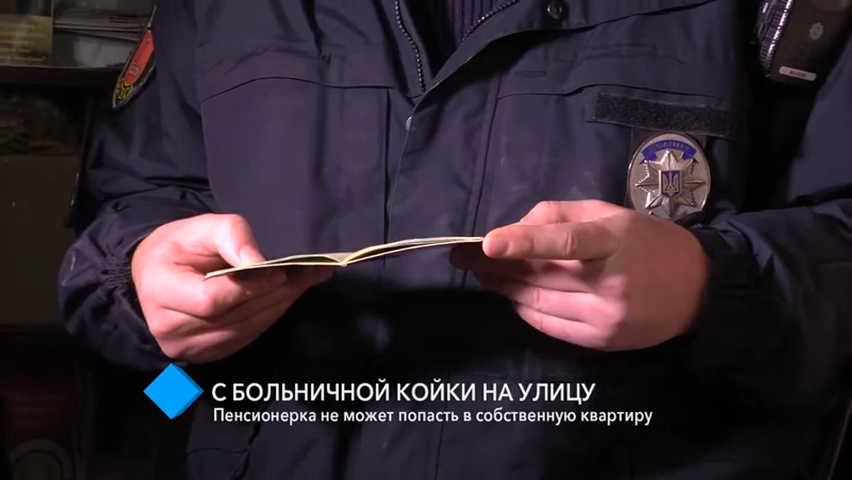 С БОЛЬНИЧНОЙ КОЙКИ НА УЛИЦУ
Пенсионерка не может попасть в собственную квартиру